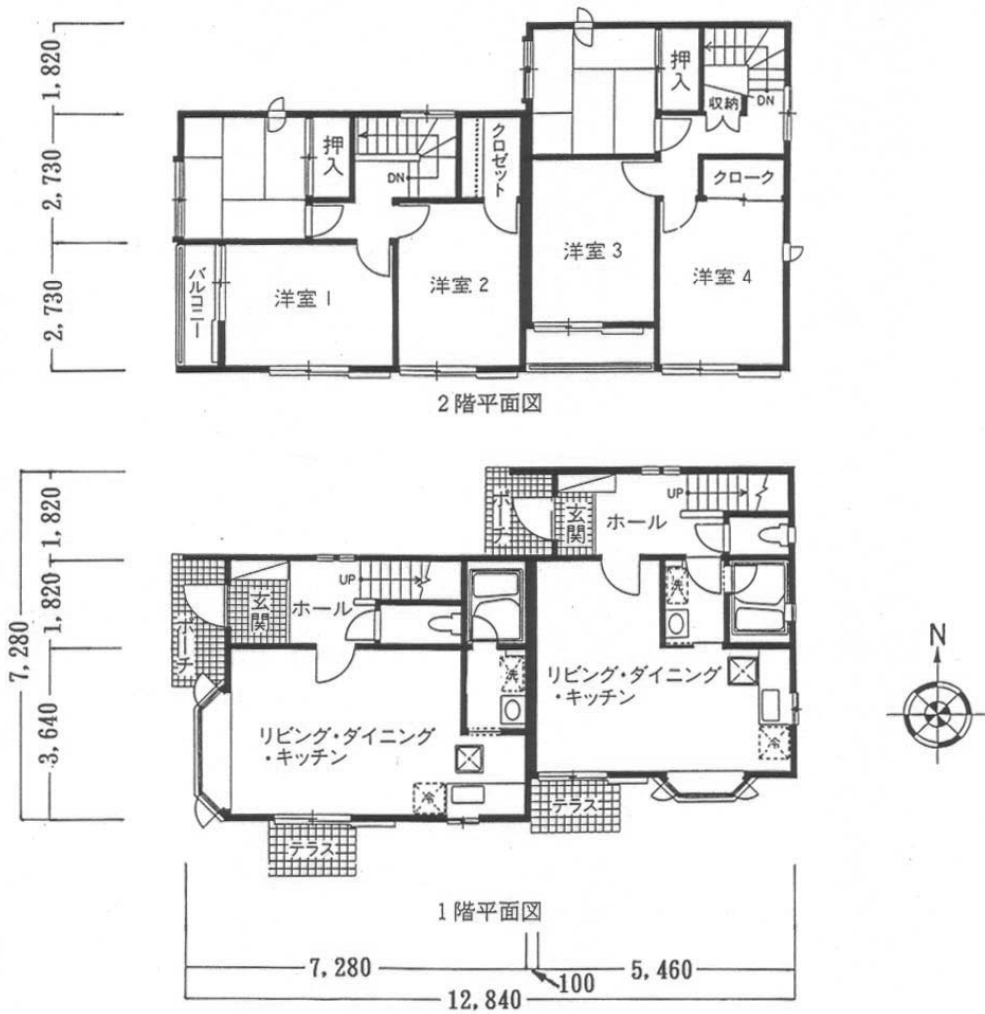 1,820
2,730
2,730
押入
押入
収納
DN
DN
クロゼット
クローク
洋室 1
洋室 2
洋室 3
洋室 4
バルコニー
2階平面図
7,280
1,820
1,820
3,640
ポーチ
玄関
ホール
UP
ポーチ
玄関
ホール
UP
洗
洗
リビング・ダイニング
・キッチン
リビング・ダイニング
・キッチン
冷
冷
テラス
テラス
N
1階平面図
7,280
100
5,460
12,840